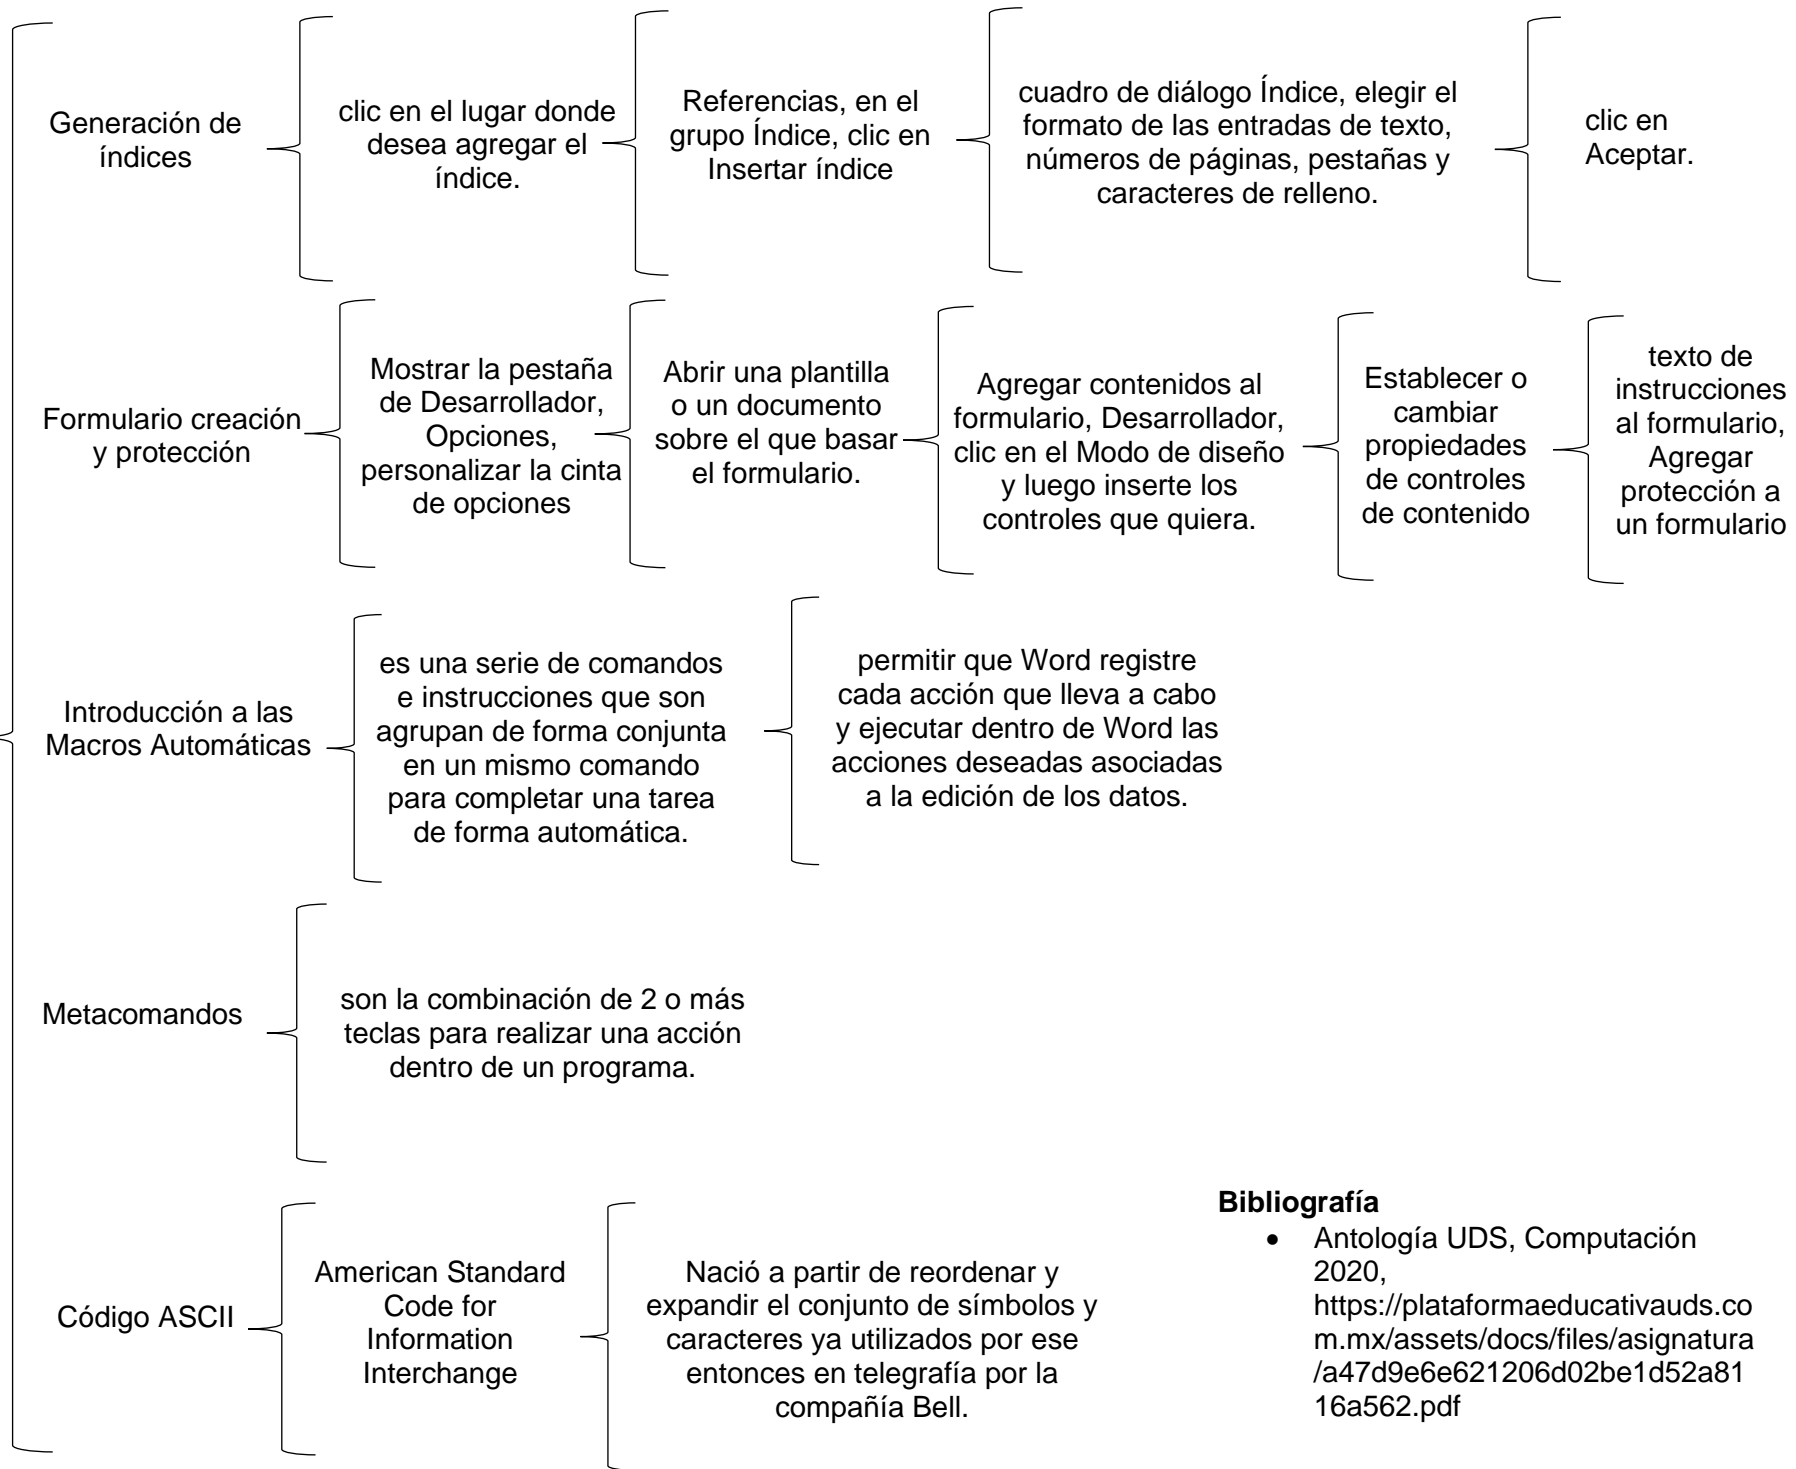 Generación de
índices
clic en el lugar donde
desea agregar el
índice.
Referencias, en el
grupo Índice, clic en
Insertar índice
cuadro de diálogo Índice, elegir el
formato de las entradas de texto,
números de páginas, pestañas y
caracteres de relleno.
clic en
Aceptar.
Formulario creación
y protección
Mostrar la pestaña
de Desarrollador,
Opciones,
personalizar la cinta
de opciones
Abrir una plantilla
o un documento
sobre el que basar
el formulario.
Agregar contenidos al
formulario, Desarrollador,
clic en el Modo de diseño
y luego inserte los
controles que quiera.
Establecer o
cambiar
propiedades
de controles
de contenido
texto de
instrucciones
al formulario,
Agregar
protección a
un formulario
Introducción a las
Macros Automáticas
es una serie de comandos
e instrucciones que son
agrupan de forma conjunta
en un mismo comando
para completar una tarea
de forma automática.
permitir que Word registre
cada acción que lleva a cabo
y ejecutar dentro de Word las
acciones deseadas asociadas
a la edición de los datos.
Metacomandos
son la combinación de 2 o más
teclas para realizar una acción
dentro de un programa.
Código ASCII
American Standard
Code for
Information
Interchange
Nació a partir de reordenar y
expandir el conjunto de símbolos y
caracteres ya utilizados por ese
entonces en telegrafía por la
compañía Bell.
Bibliografía
• Antología UDS, Computación
2020,
https://plataformaeducativauds.co
m.mx/assets/docs/files/asignatura
/a47d9e6e621206d02be1d52a81
16a562.pdf